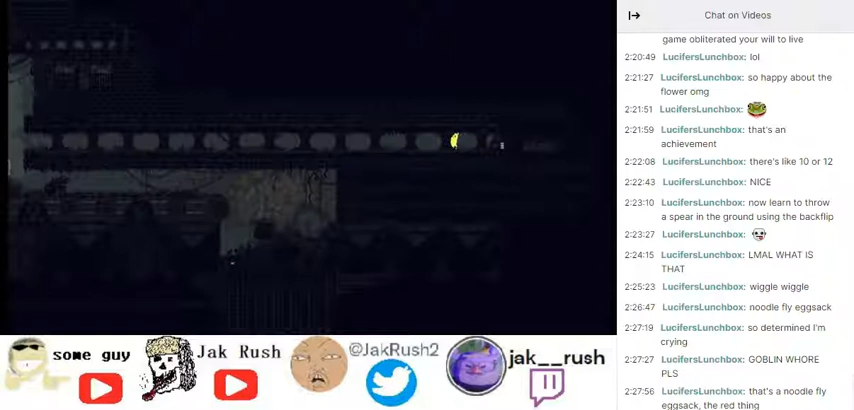 Chat on Videos
game obliterated your will to live
2:20:49 LucifersLunchbox: lol
2:21:27 LucifersLunchbox: so happy about the
flower omg
2:21:51 LucifersLunchbox:
2:21:59 LucifersLunchbox: that's an
achievement
2:22:08 LucifersLunchbox: there's like 10 or 12
2:22:43 LucifersLunchbox: NICE
2:23:10 LucifersLunchbox: now learn to throw
a spear in the ground using the backflip
2:23:27 LucifersLunchbox:
2:24:15 LucifersLunchbox: LMAL WHAT IS
THAT
2:25:23 LucifersLunchbox: wiggle wiggle
2:26:47 LucifersLunchbox: noodle fly eggsack
2:27:19 LucifersLunchbox: so determined I'm
crying
2:27:27 LucifersLunchbox: GOBLIN WHORE
PLS
2:27:56 LucifersLunchbox: that's a noodle fly
eggsack, the red thing
some guy
Jak Rush
@JakRush2
jak__rush